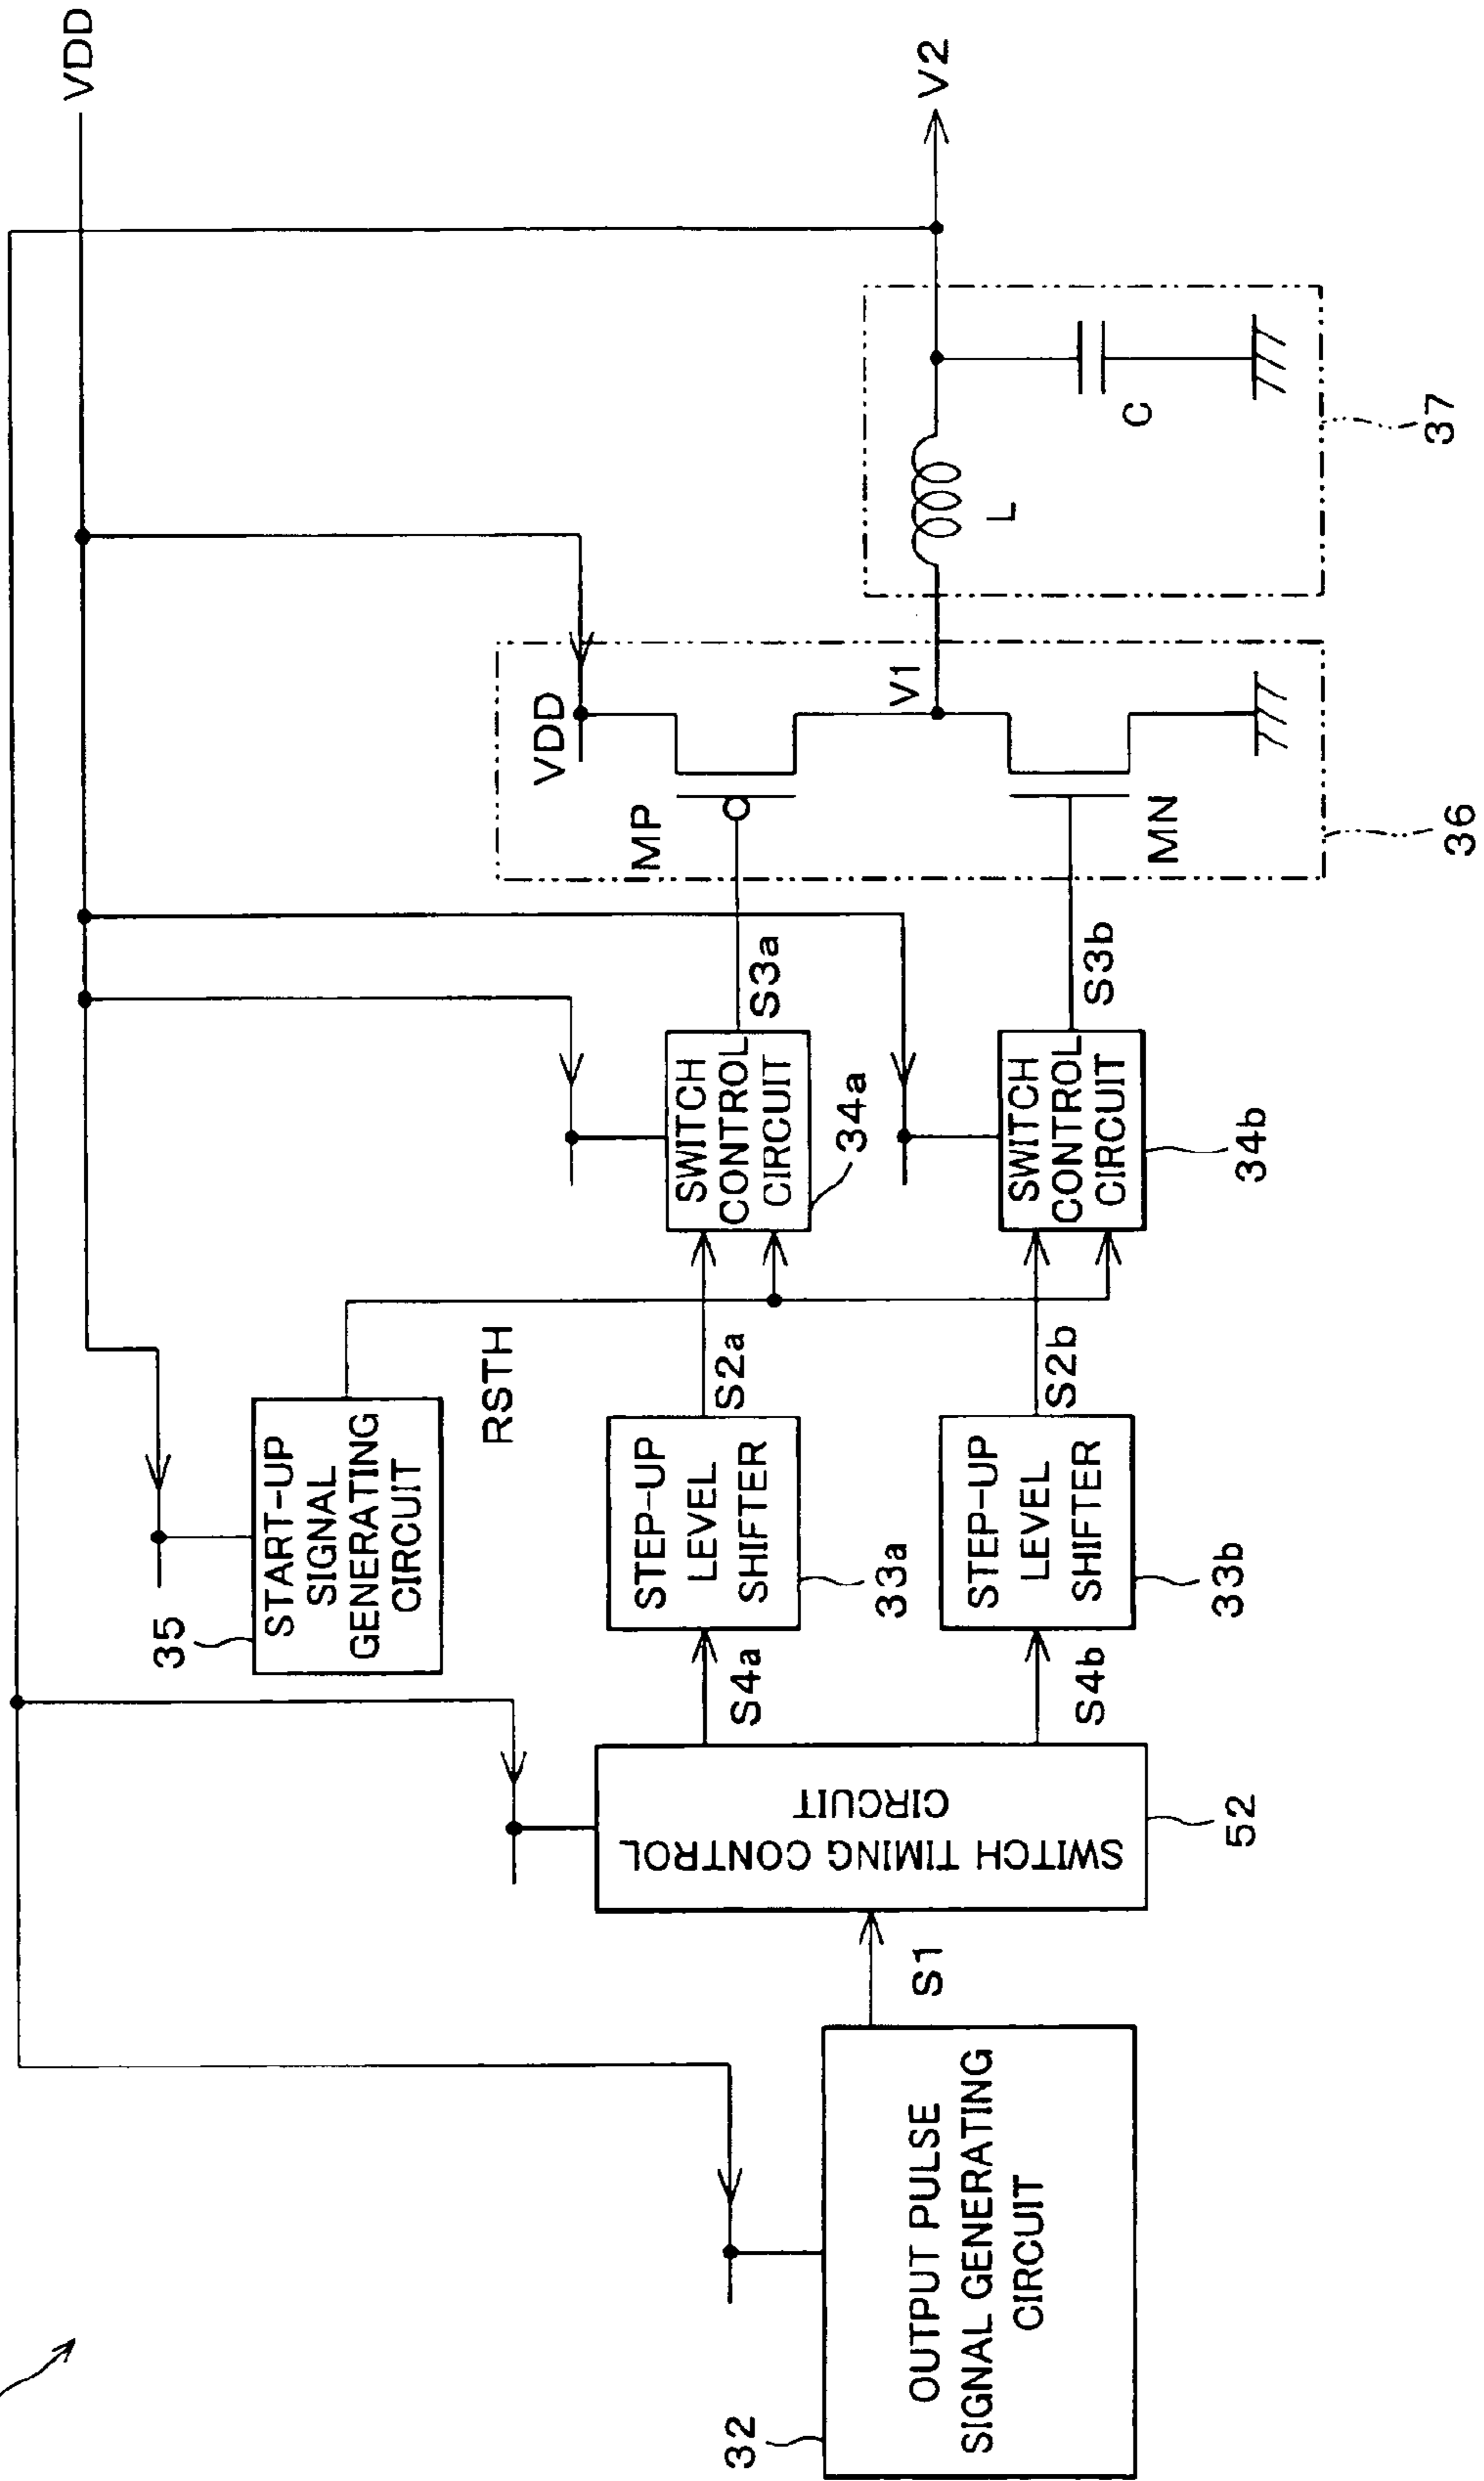 VDD
V2
35
START-UP
SIGNAL
GENERATING
CIRCUIT
RSTH
VDD
MP
V1
MN
L
C
37
36
S3a
S3b
SWITCH
CONTROL
CIRCUIT
34a
SWITCH
CONTROL
CIRCUIT
34b
S2a
S2b
STEP-UP
LEVEL
SHIFTER
33a
STEP-UP
LEVEL
SHIFTER
33b
S4a
S4b
SWITCH TIMING CONTROL
CIRCUIT
52
S1
32
OUTPUT PULSE
SIGNAL GENERATING
CIRCUIT